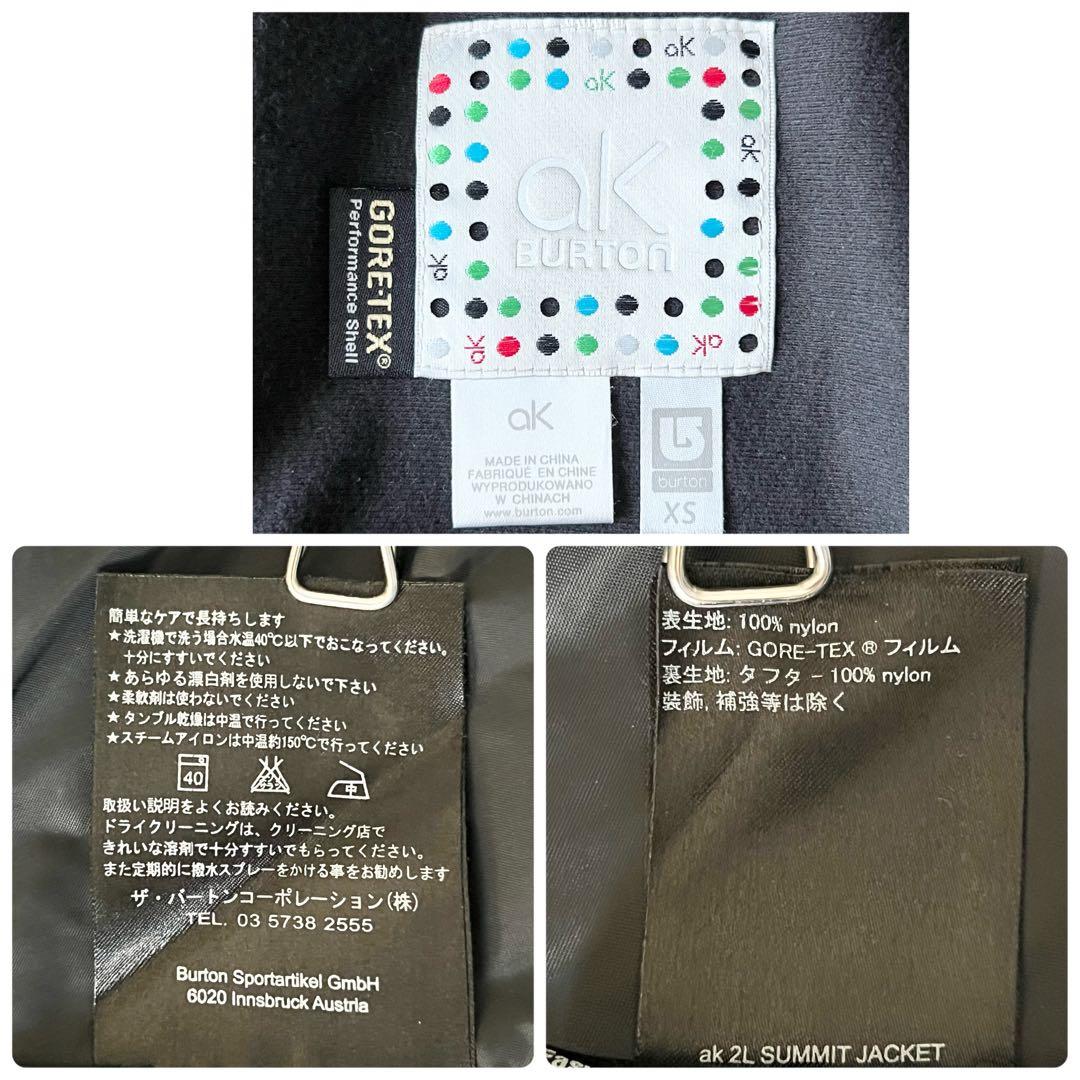 aK
aK
aK
aK
BURTON
aK
aK
aK
GORE-TEX®
Performance Shell
aK
MADE IN CHINA
FABRIQUÉ EN CHINE
WYPRODUKOWANO
W CHINACH
www.burton.com
burton
XS
簡単なケアで長持ちします
★洗濯機で洗う場合水温40℃以下でおこなってください。
十分にすすいでください
★あらゆる漂白剤を使用しないで下さい
★柔軟剤は使わないでください
★タンブル乾燥は中温で行ってください
★スチームアイロンは中温約150℃で行ってください
40
エンソ
サラシ
中
取扱い説明をよくお読みください。
ドライクリーニングは、クリーニング店で
きれいな溶剤で十分すすいでもらってください。
また定期的に撥水スプレーをかける事をお勧めします
ザ・バートンコーポレーション(株)
TEL. 03 5738 2555
Burton Sportartikel GmbH
6020 Innsbruck Austria
表生地: 100% nylon
フィルム: GORE-TEX ® フィルム
裏生地: タフタ - 100% nylon
装飾, 補強等は除く
ak 2L SUMMIT JACKET